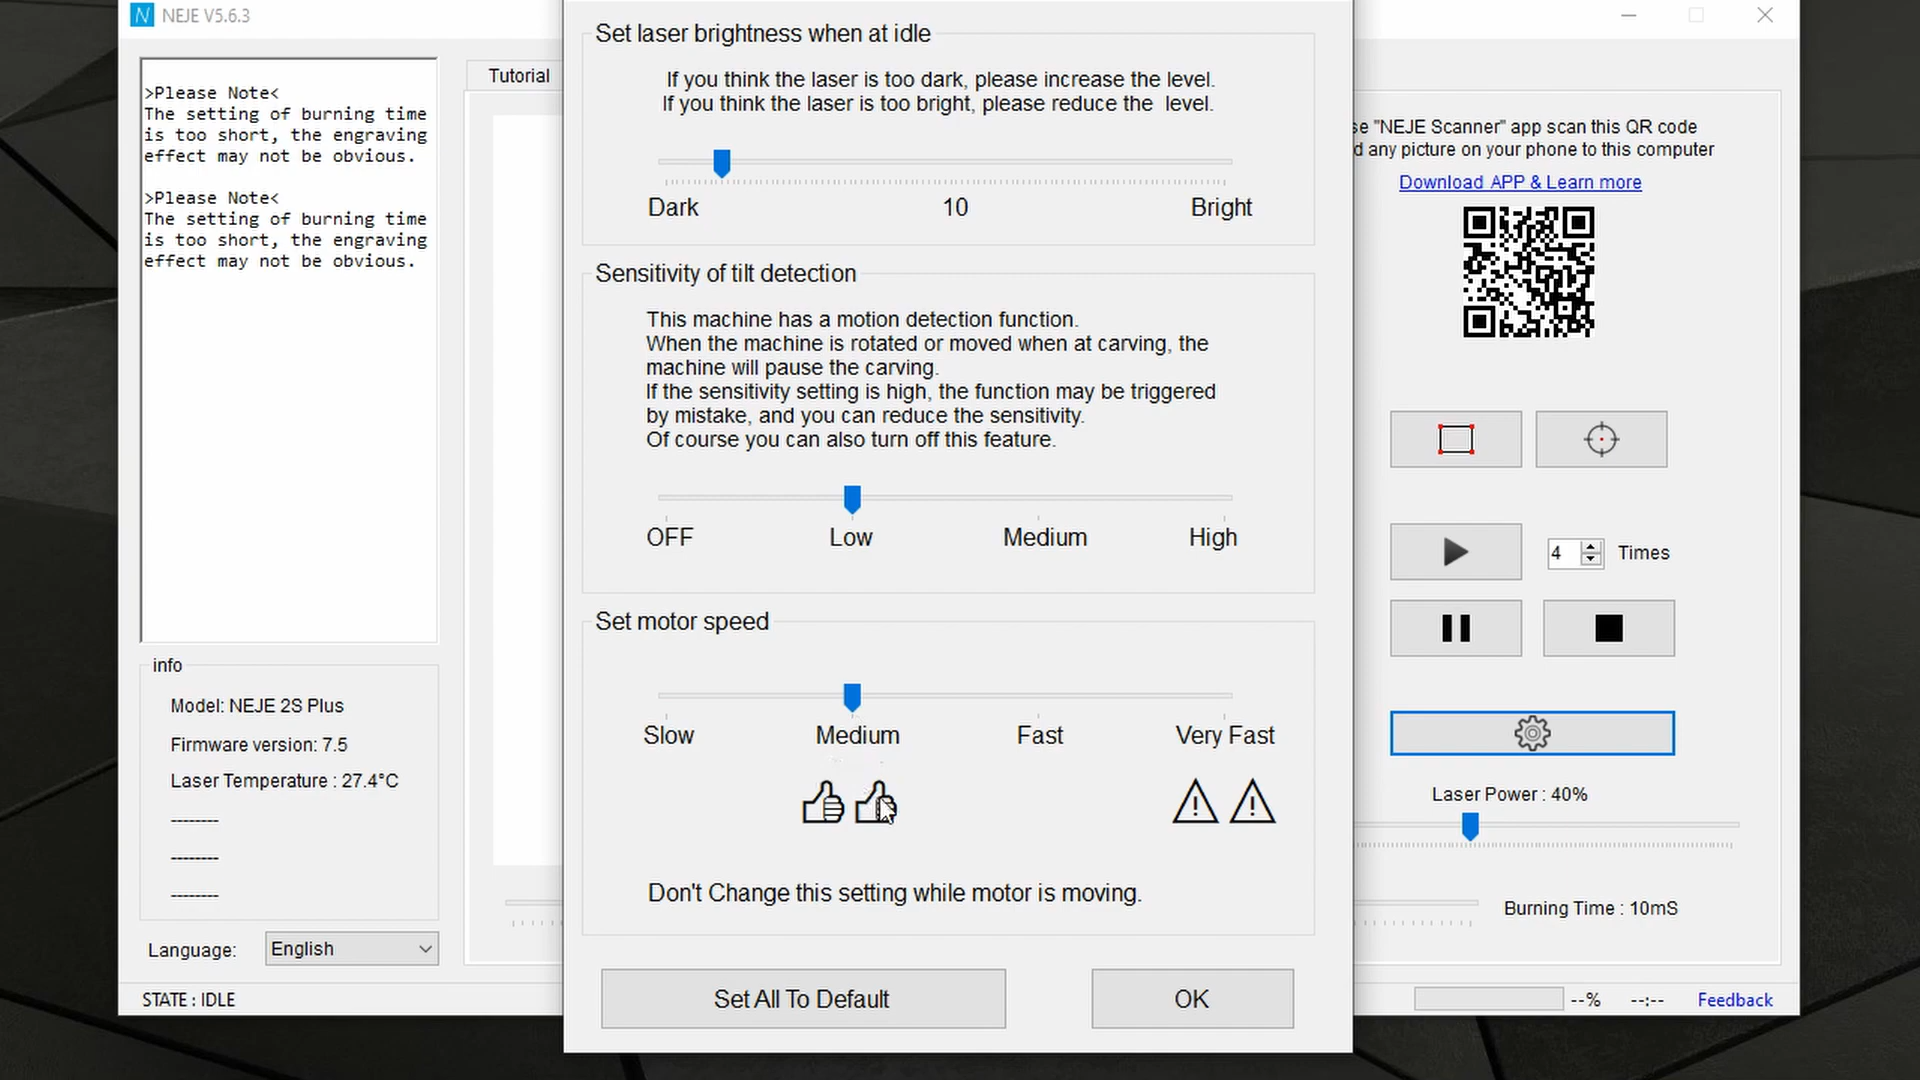 NEJE V5.6.3
>Please Note<
The setting of burning time
is too short, the engraving
effect may not be obvious.
>Please Note<
The setting of burning time
is too short, the engraving
effect may not be obvious.
info
Model: NEJE 2S Plus
Firmware version: 7.5
Laser Temperature : 27.4°C
--------
--------
--------
Language: English
STATE : IDLE
Tutorial
Set laser brightness when at idle
If you think the laser is too dark, please increase the level.
If you think the laser is too bright, please reduce the level.
Dark 10 Bright
Sensitivity of tilt detection
This machine has a motion detection function.
When the machine is rotated or moved when at carving, the
machine will pause the carving.
If the sensitivity setting is high, the function may be triggered
by mistake, and you can reduce the sensitivity.
Of course you can also turn off this feature.
OFF Low Medium High
Set motor speed
Slow Medium Fast Very Fast
Don't Change this setting while motor is moving.
Set All To Default OK
"NEJE Scanner" app scan this QR code
any picture on your phone to this computer
Download APP & Learn more
4 Times
Laser Power : 40%
Burning Time : 10mS
--% --:-- Feedback